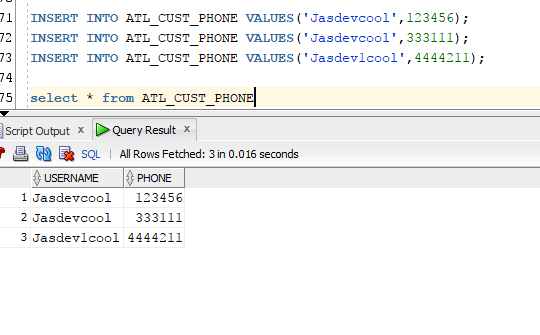 71 INSERT INTO ATL_CUST_PHONE VALUES('Jasdevcool',123456);
72 INSERT INTO ATL_CUST_PHONE VALUES('Jasdevcool',333111);
73 INSERT INTO ATL_CUST_PHONE VALUES('Jasdevlcool',4444211);
74
75 select * from ATL_CUST_PHONE
Script Output x Query Result x
SQL | All Rows Fetched: 3 in 0.016 seconds
USERNAME PHONE
1 Jasdevcool 123456
2 Jasdevcool 333111
3 Jasdevlcool 4444211